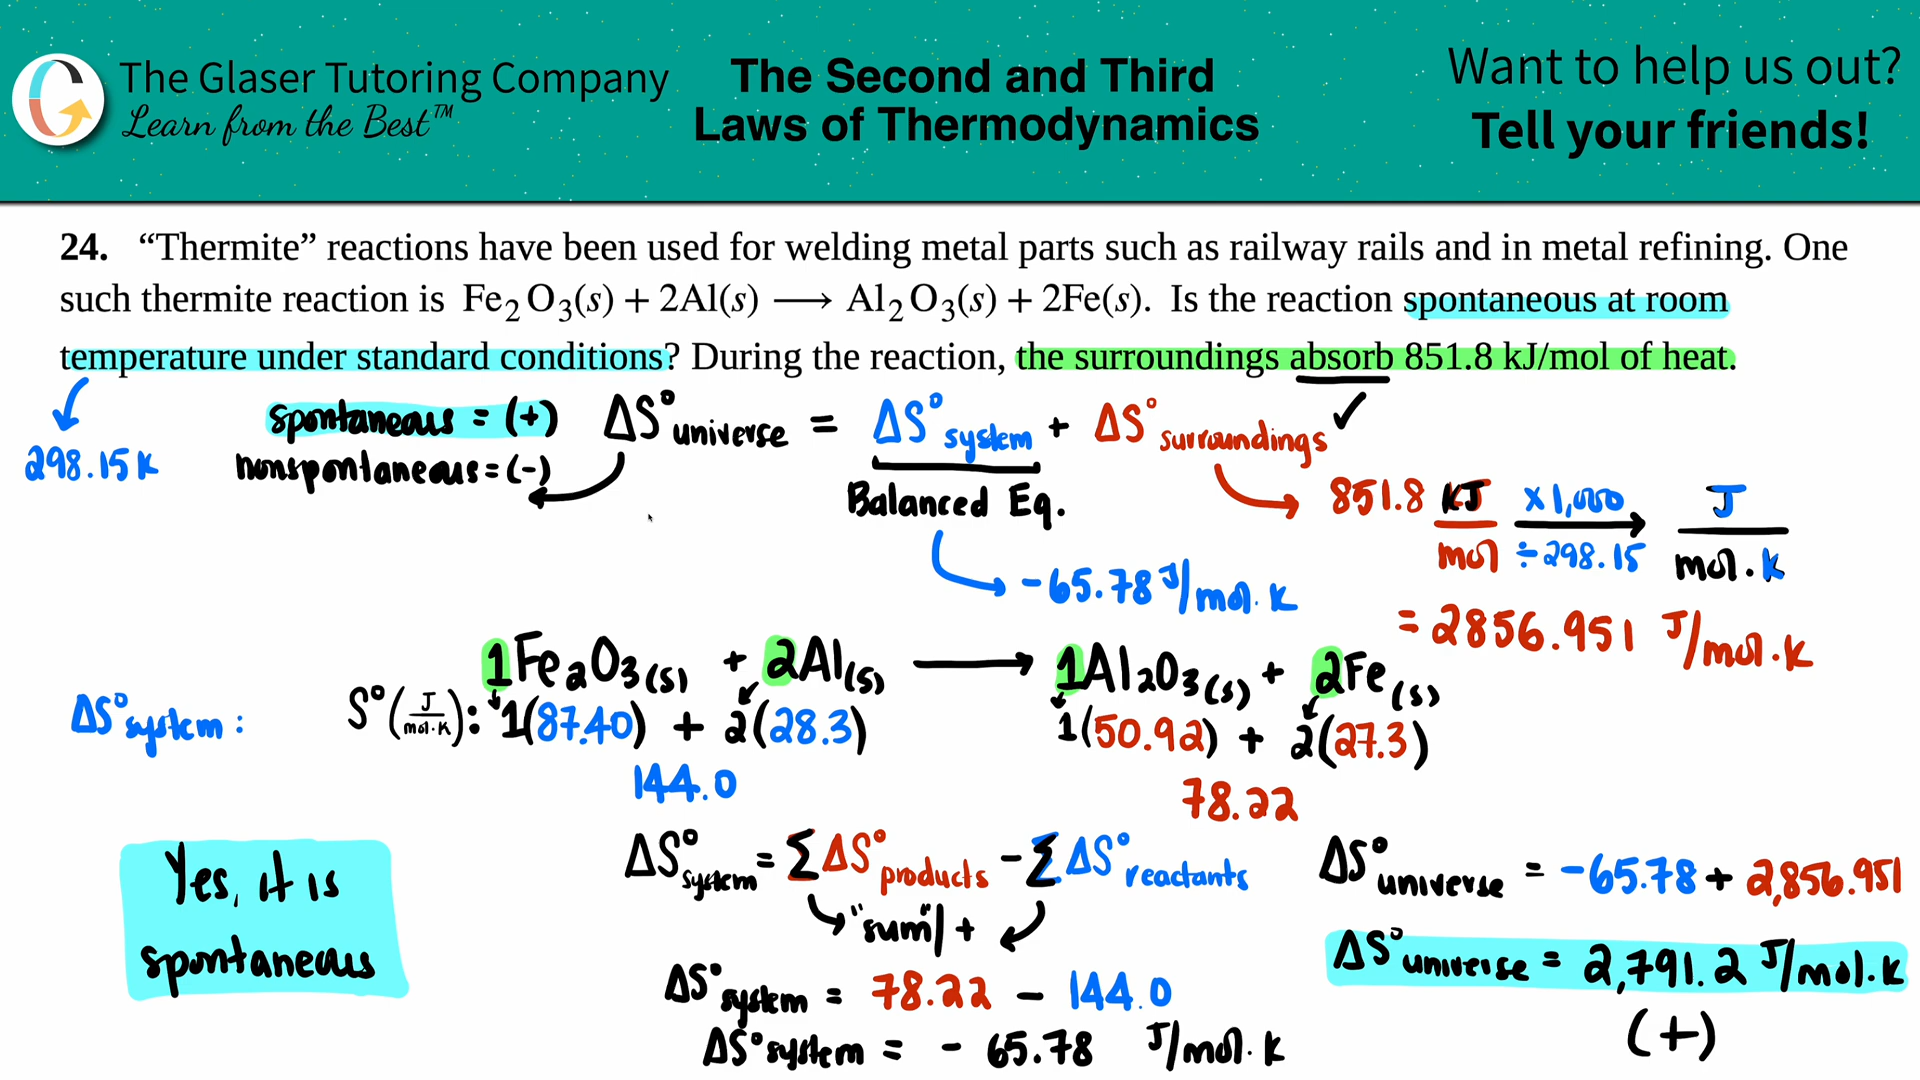 The Glaser Tutoring Company
Learn from the Best™
The Second and Third
Laws of Thermodynamics
Want to help us out?
Tell your friends!
24. “Thermite” reactions have been used for welding metal parts such as railway rails and in metal refining. One
such thermite reaction is Fe₂O₃(s) + 2Al(s) ⟶ Al₂O₃(s) + 2Fe(s). Is the reaction spontaneous at room
temperature under standard conditions? During the reaction, the surroundings absorb 851.8 kJ/mol of heat.
298.15 K
spontaneous = (+)
nonspontaneous = (-)
ΔS°universe = ΔS°system + ΔS°surroundings ✓
Balanced Eq.
-65.78 J/mol·K
851.8 kJ/mol ×1,000 ÷298.15 → J/mol·K
= 2856.951 J/mol·K
1Fe₂O₃(s) + 2Al(s) ⟶ 1Al₂O₃(s) + 2Fe(s)
ΔS°system:
S°(J/mol·K): 1(87.40) + 2(28.3) 1(50.92) + 2(27.3)
144.0 78.22
ΔS°system = ΣΔS°products - ΣΔS°reactants
"sum"/+
ΔS°system = 78.22 - 144.0
ΔS°system = - 65.78 J/mol·K
ΔS°universe = -65.78 + 2,856.951
ΔS°universe = 2,791.2 J/mol·K
(+)
Yes, it is
spontaneous